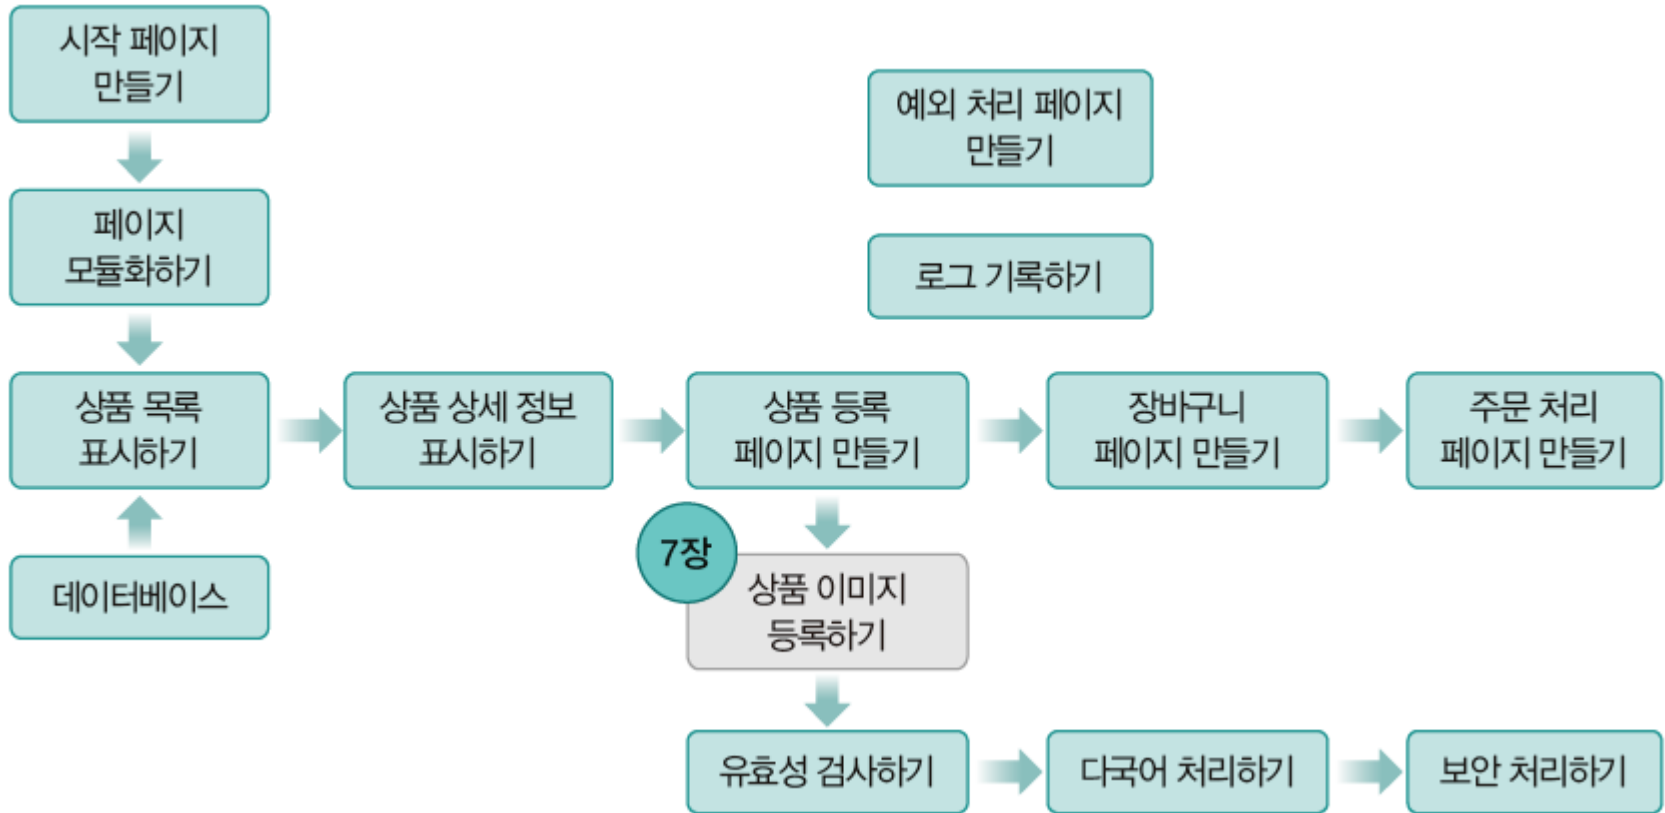 시작 페이지
만들기
예외 처리 페이지
만들기
페이지
모듈화하기
로그 기록하기
상품 목록
표시하기
상품 상세 정보
표시하기
상품 등록
페이지 만들기
장바구니
페이지 만들기
주문 처리
페이지 만들기
데이터베이스
7장
상품 이미지
등록하기
유효성 검사하기
다국어 처리하기
보안 처리하기